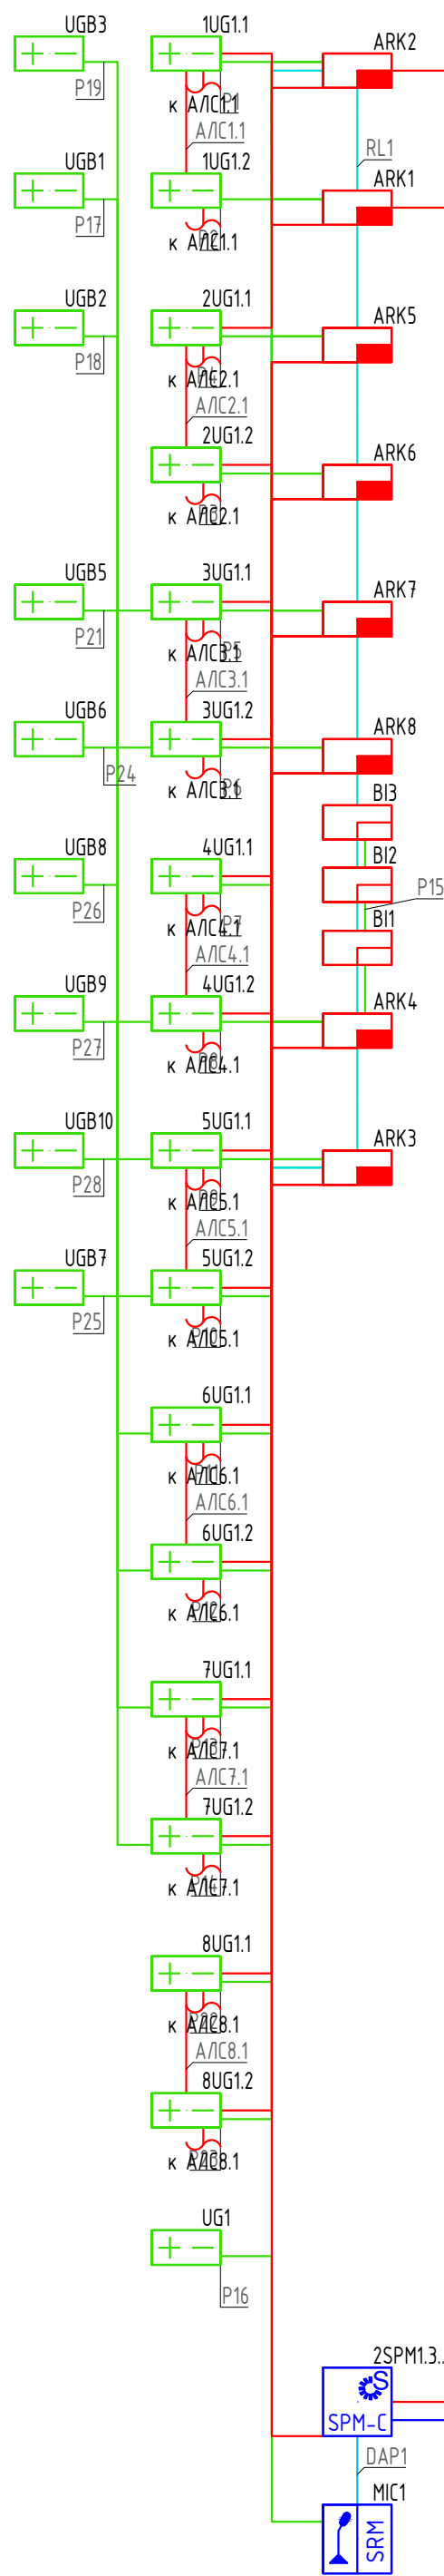 UGB3 1UG1.1 ARK2
P19 к АЛС1.1 P1
АЛС1.1 RL1
UGB1 1UG1.2 ARK1
P17 к АЛС1.1
UGB2 2UG1.1 ARK5
P18 к АЛС2.1
АЛС2.1
2UG1.2 ARK6
к АЛС2.1
UGB5 3UG1.1 ARK7
P21 к АЛС3.1 P5
АЛС3.1
UGB6 3UG1.2 ARK8
P24 к АЛС3.1 P6
BI3
UGB8 4UG1.1 BI2
P15
P26 к АЛС4.1 P7 BI1
АЛС4.1
UGB9 4UG1.2 ARK4
P27 к АЛС4.1
UGB10 5UG1.1 ARK3
P28 к АЛС5.1
АЛС5.1
UGB7 5UG1.2
P25 к АЛС5.1
6UG1.1
к АЛС6.1
АЛС6.1
6UG1.2
к АЛС6.1
7UG1.1
к АЛС7.1
АЛС7.1
7UG1.2
к АЛС7.1
8UG1.1
к АЛС8.1
АЛС8.1
8UG1.2
к АЛС8.1
UG1
P16
2SPM1.3..
S
SPM-C
DAP1
MIC1
SRM